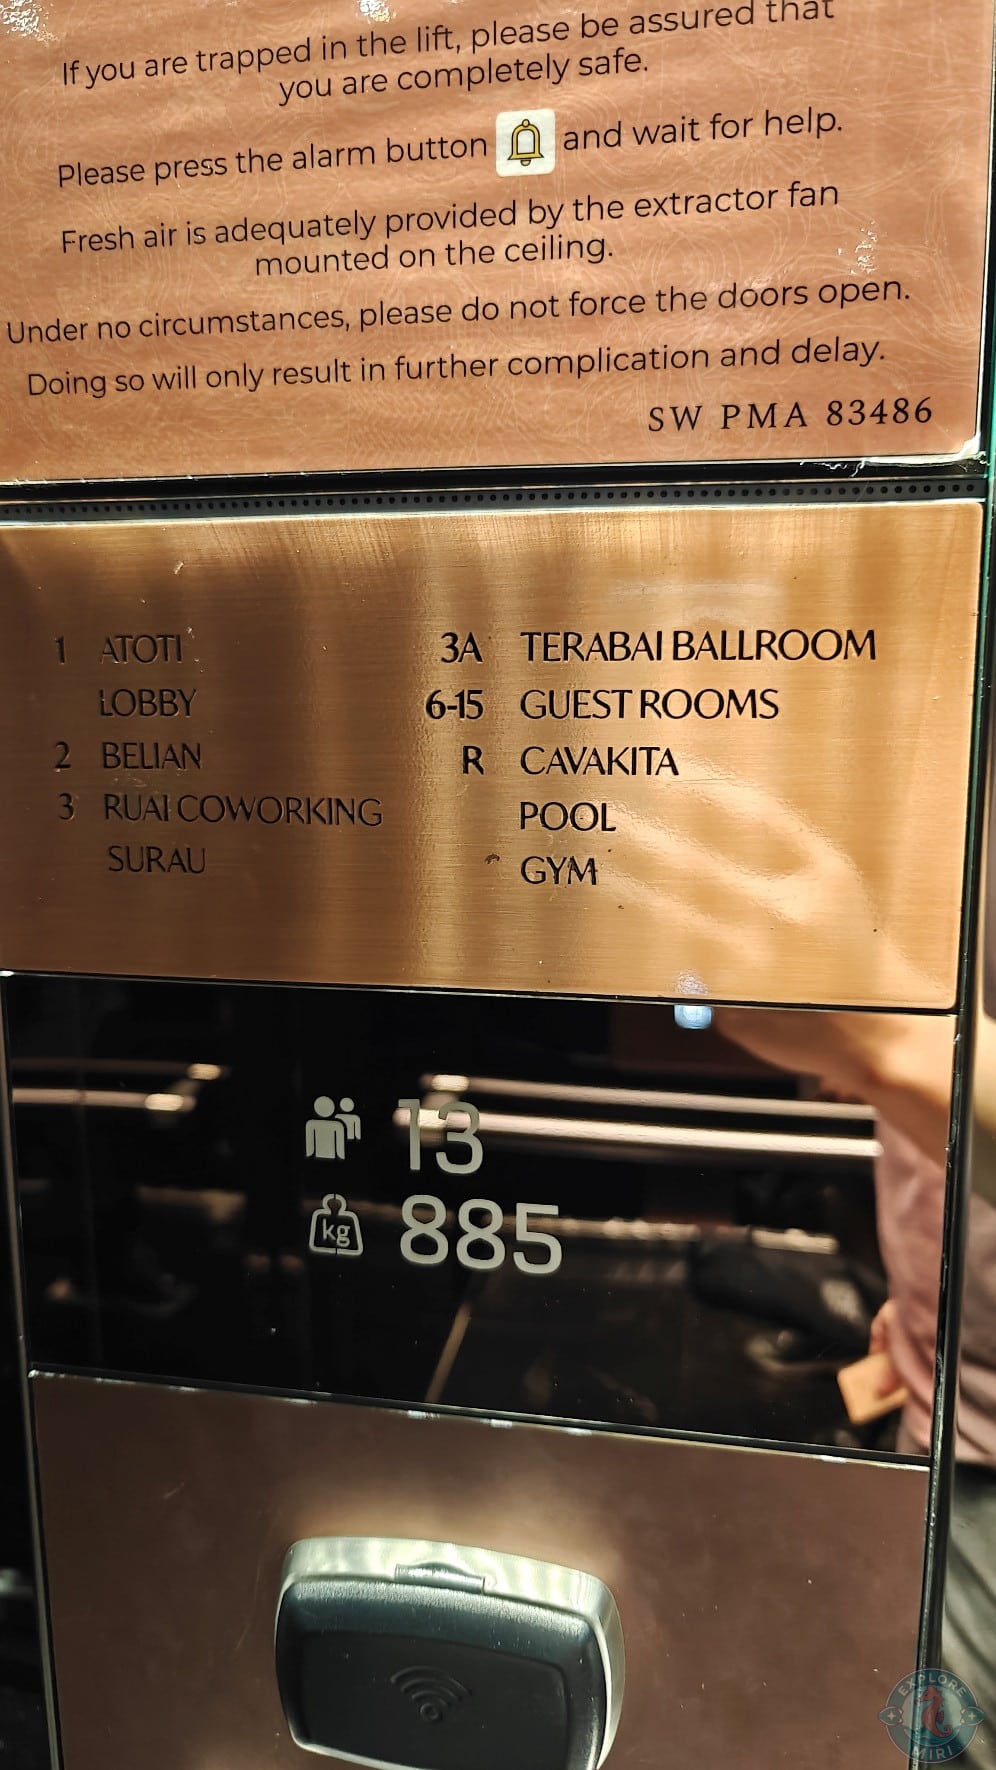 If you are trapped in the lift, please be assured that
you are completely safe.
Please press the alarm button and wait for help.
Fresh air is adequately provided by the extractor fan
mounted on the ceiling.
Under no circumstances, please do not force the doors open.
Doing so will only result in further complication and delay.
SW PMA 83486
1 ATOTI
LOBBY
2 BELIAN
3 RUAI COWORKING
SURAU
3A TERABAI BALLROOM
6-15 GUEST ROOMS
R CAVAKITA
POOL
GYM
13
kg 885
EXPLORE
MIRI